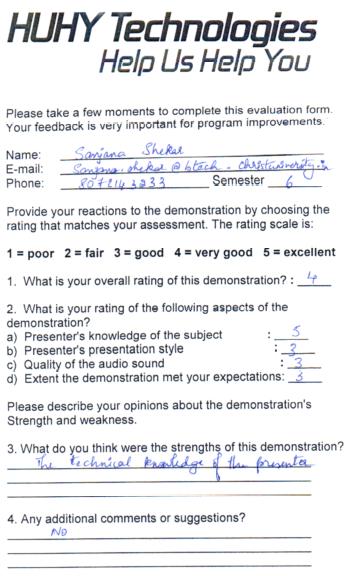 HUHY Technologies
Help Us Help You
Please take a few moments to complete this evaluation form.
Your feedback is very important for program improvements.
Name: Sanjana Shekar
E-mail: Sanjana.shekar@btech.christuniversity.in
Phone: 8072143233 Semester 6
Provide your reactions to the demonstration by choosing the
rating that matches your assessment. The rating scale is:
1 = poor 2 = fair 3 = good 4 = very good 5 = excellent
1. What is your overall rating of this demonstration? : 4
2. What is your rating of the following aspects of the
demonstration?
a) Presenter's knowledge of the subject : 5
b) Presenter's presentation style : 3
c) Quality of the audio sound : 3
d) Extent the demonstration met your expectations: 3
Please describe your opinions about the demonstration's
Strength and weakness.
3. What do you think were the strengths of this demonstration?
The technical knowledge of the presenter
4. Any additional comments or suggestions?
NO